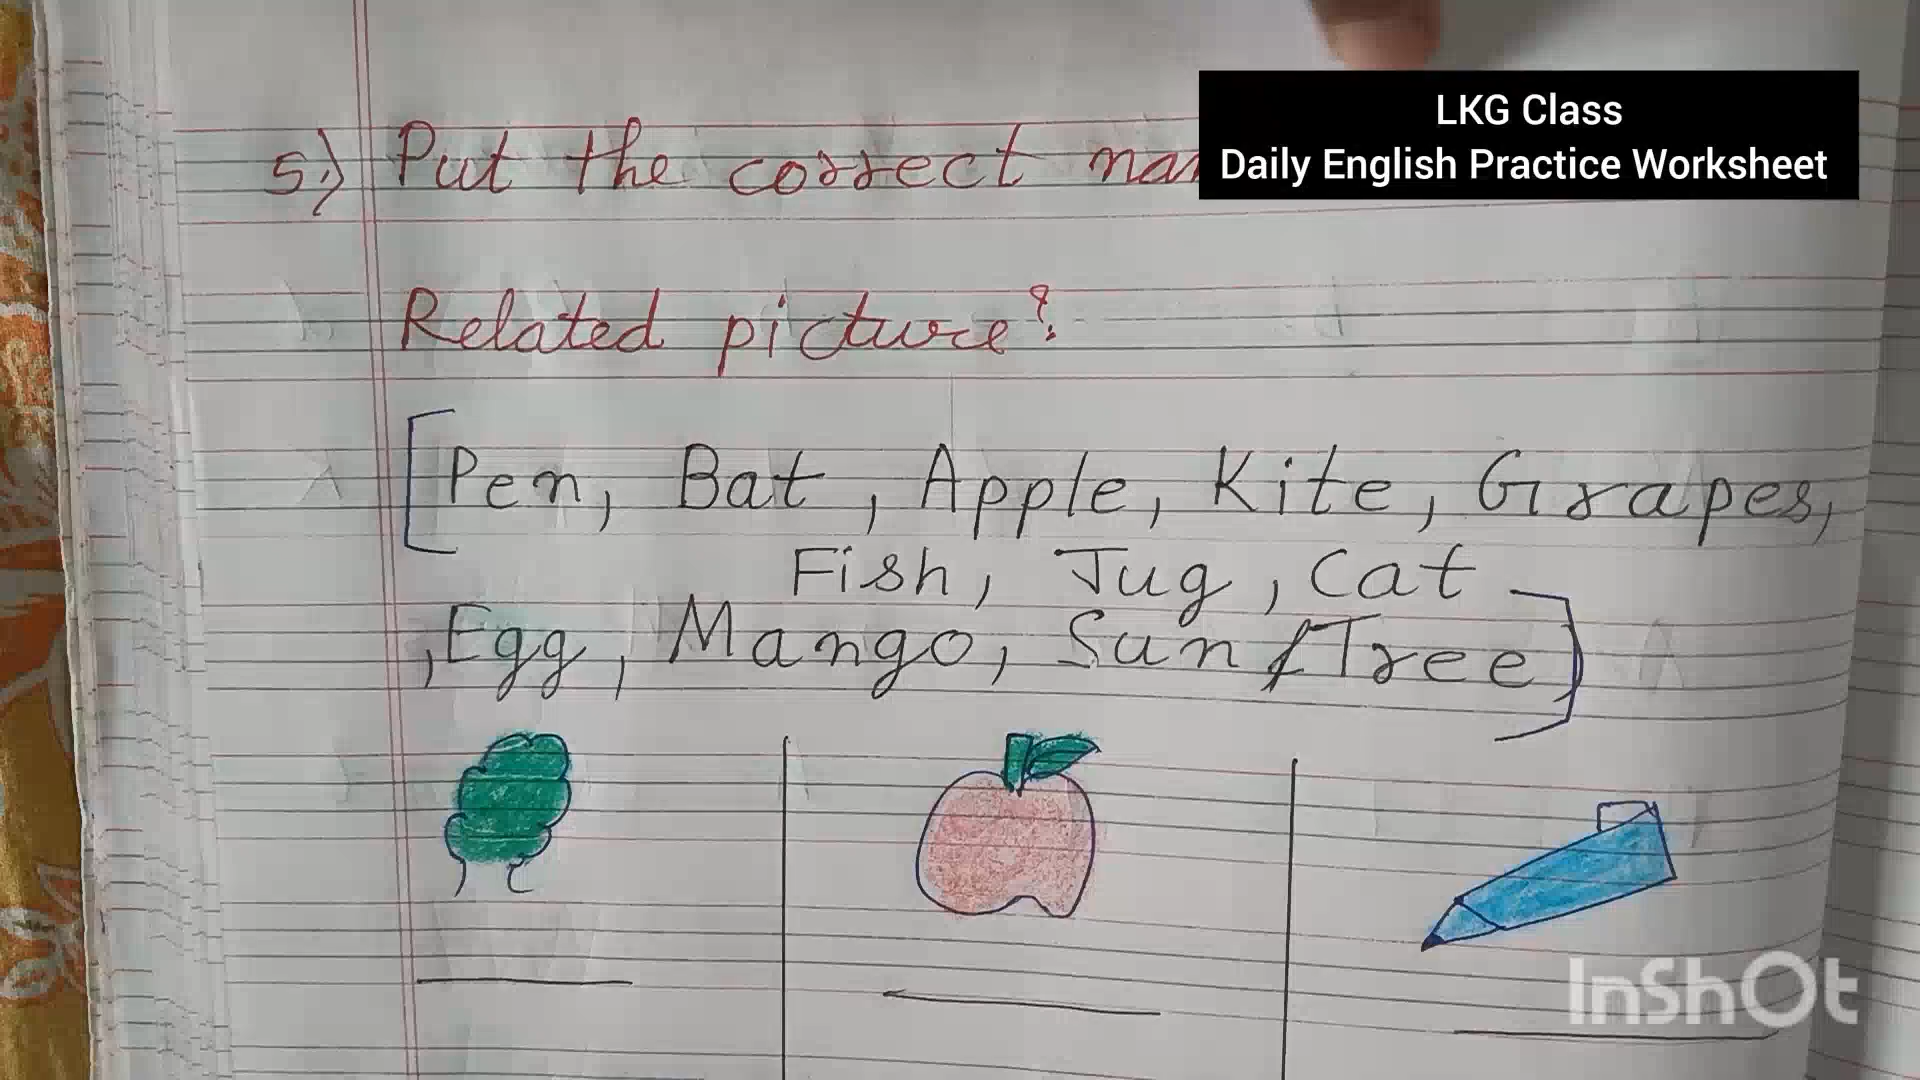 LKG Class
Daily English Practice Worksheet
5.) Put the correct
Related picture?
[Pen, Bat, Apple, Kite, Grapes,
Fish, Jug, Cat
,Egg, Mango, Sun, Tree]
InShOt